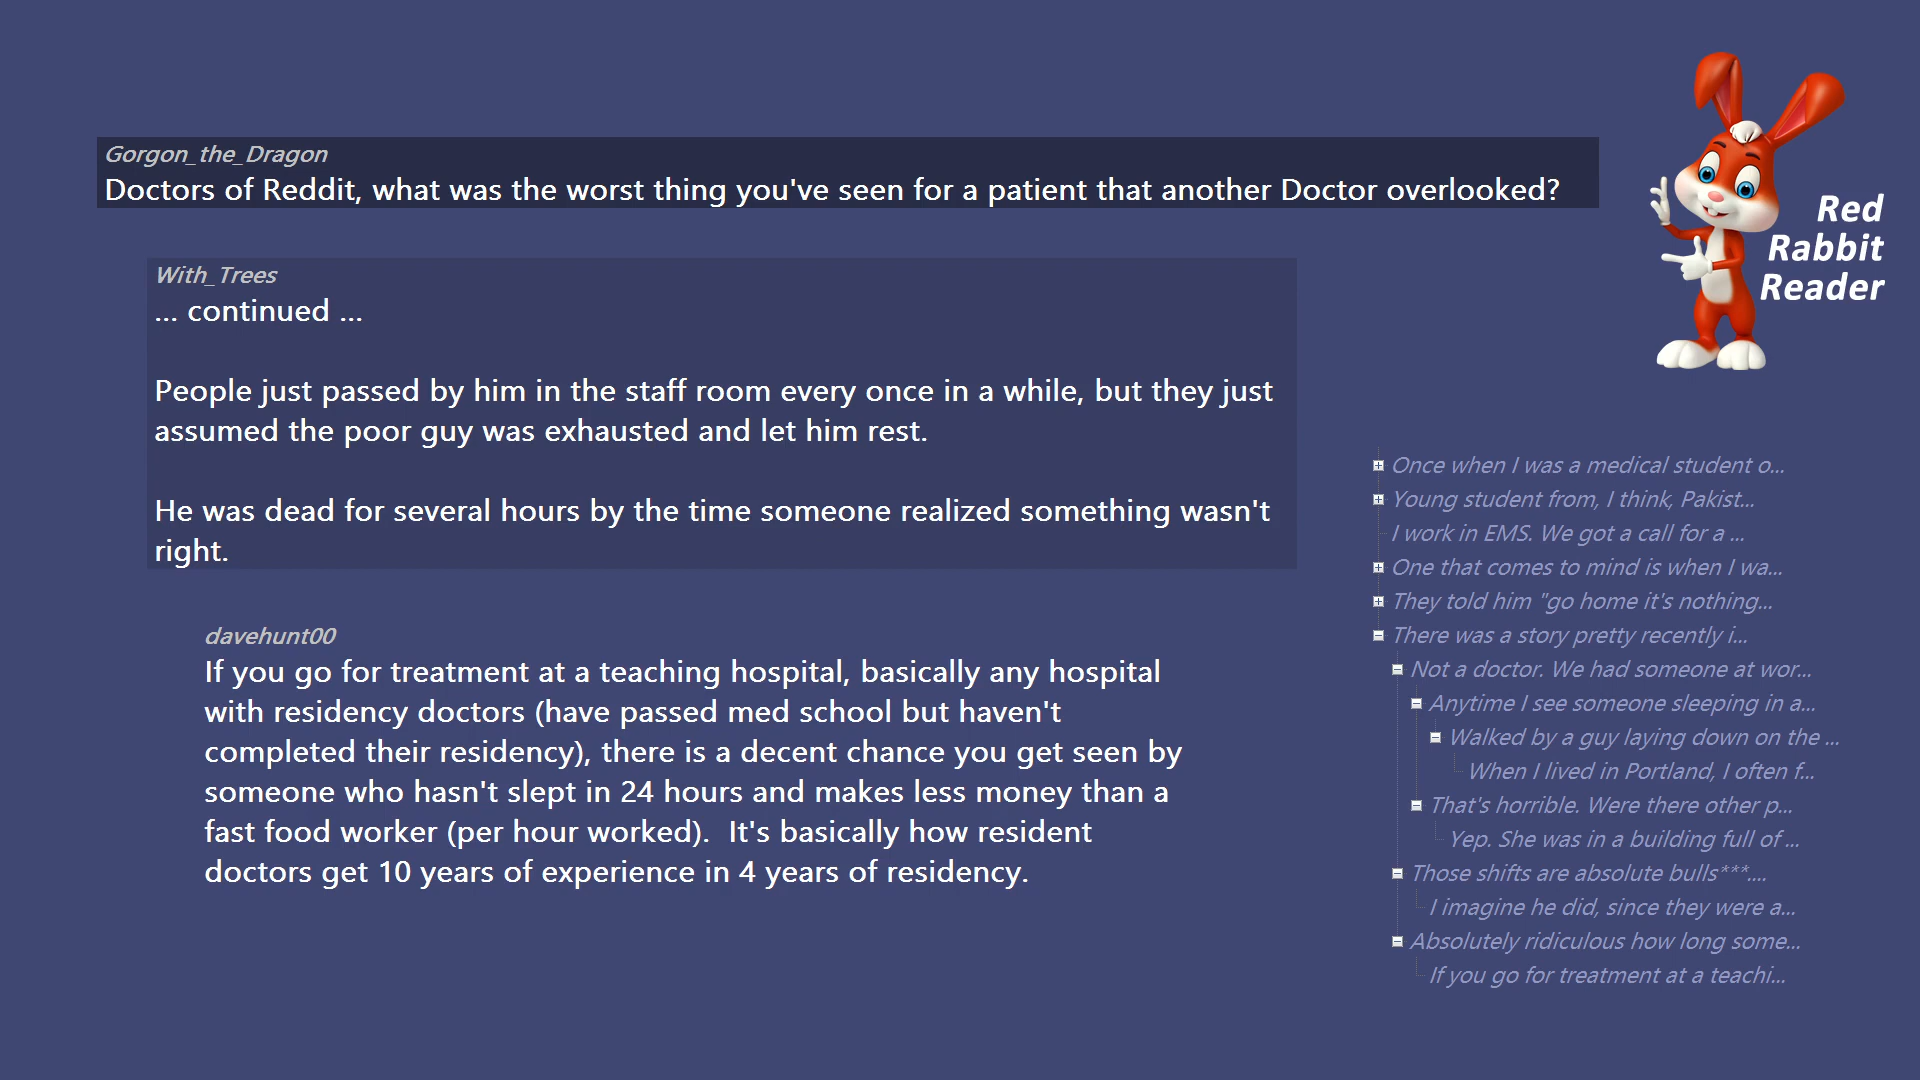 Gorgon_the_Dragon
Doctors of Reddit, what was the worst thing you've seen for a patient that another Doctor overlooked?
Red
Rabbit
Reader
With_Trees
... continued ...
People just passed by him in the staff room every once in a while, but they just
assumed the poor guy was exhausted and let him rest.
He was dead for several hours by the time someone realized something wasn't
right.
davehunt00
If you go for treatment at a teaching hospital, basically any hospital
with residency doctors (have passed med school but haven't
completed their residency), there is a decent chance you get seen by
someone who hasn't slept in 24 hours and makes less money than a
fast food worker (per hour worked).  It's basically how resident
doctors get 10 years of experience in 4 years of residency.
Once when I was a medical student o...
Young student from, I think, Pakist...
I work in EMS. We got a call for a ...
One that comes to mind is when I wa...
They told him "go home it's nothing...
There was a story pretty recently i...
Not a doctor. We had someone at wor...
Anytime I see someone sleeping in a...
Walked by a guy laying down on the ...
When I lived in Portland, I often f...
That's horrible. Were there other p...
Yep. She was in a building full of ...
Those shifts are absolute bulls***....
I imagine he did, since they were a...
Absolutely ridiculous how long some...
If you go for treatment at a teachi...